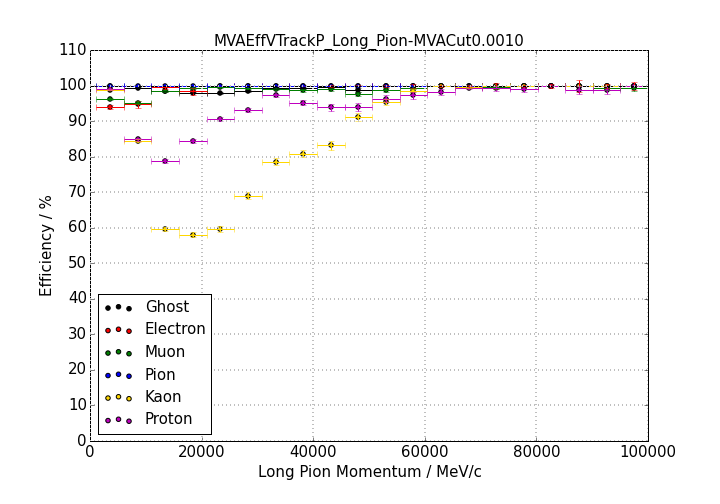 MVAEffVTrackP_Long_Pion-MVACut0.0010
110
100
90
80
70
60
50
40
30
20
10
0
Efficiency / %
Ghost
Electron
Muon
Pion
Kaon
Proton
0 20000 40000 60000 80000 100000
Long Pion Momentum / MeV/c